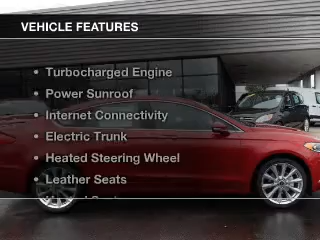 VEHICLE FEATURES
• Turbocharged Engine
• Power Sunroof
• Internet Connectivity
• Electric Trunk
• Heated Steering Wheel
• Leather Seats